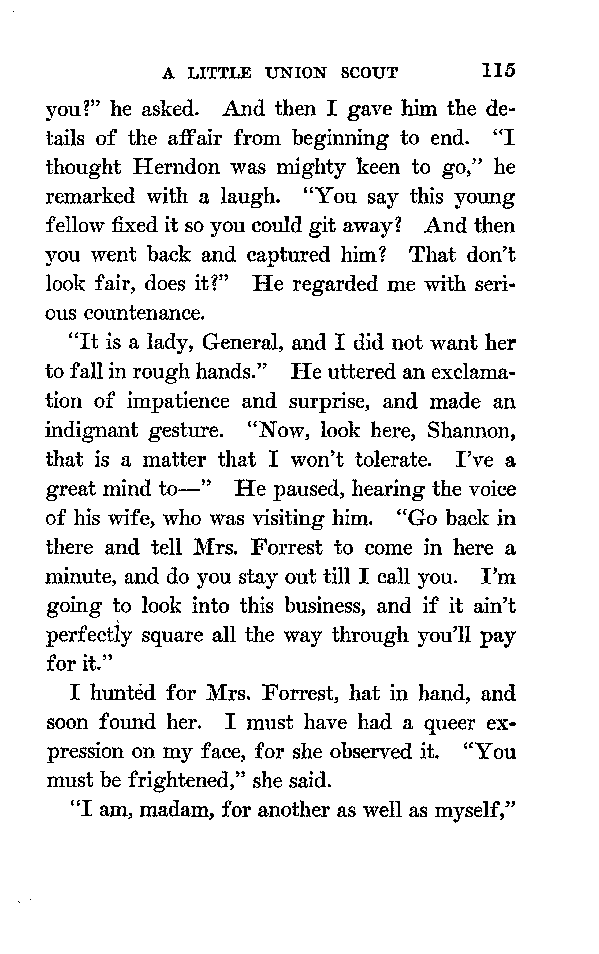 A LITTLE UNION SCOUT 115
you?” he asked. And then I gave him the de-
tails of the affair from beginning to end. “I
thought Herndon was mighty keen to go,” he
remarked with a laugh. “You say this young
fellow fixed it so you could git away? And then
you went back and captured him? That don’t
look fair, does it?” He regarded me with seri-
ous countenance.
“It is a lady, General, and I did not want her
to fall in rough hands.” He uttered an exclama-
tion of impatience and surprise, and made an
indignant gesture. “Now, look here, Shannon,
that is a matter that I won’t tolerate. I’ve a
great mind to—” He paused, hearing the voice
of his wife, who was visiting him. “Go back in
there and tell Mrs. Forrest to come in here a
minute, and do you stay out till I call you. I’m
going to look into this business, and if it ain’t
perfectly square all the way through you’ll pay
for it.”
I hunted for Mrs. Forrest, hat in hand, and
soon found her. I must have had a queer ex-
pression on my face, for she observed it. “You
must be frightened,” she said.
“I am, madam, for another as well as myself,”